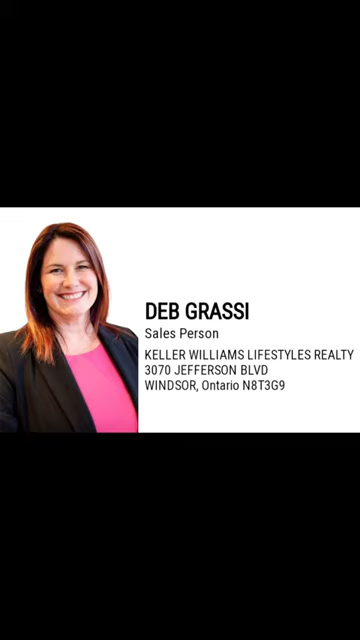 DEB GRASSI
Sales Person
KELLER WILLIAMS LIFESTYLES REALTY
3070 JEFFERSON BLVD
WINDSOR, Ontario N8T3G9